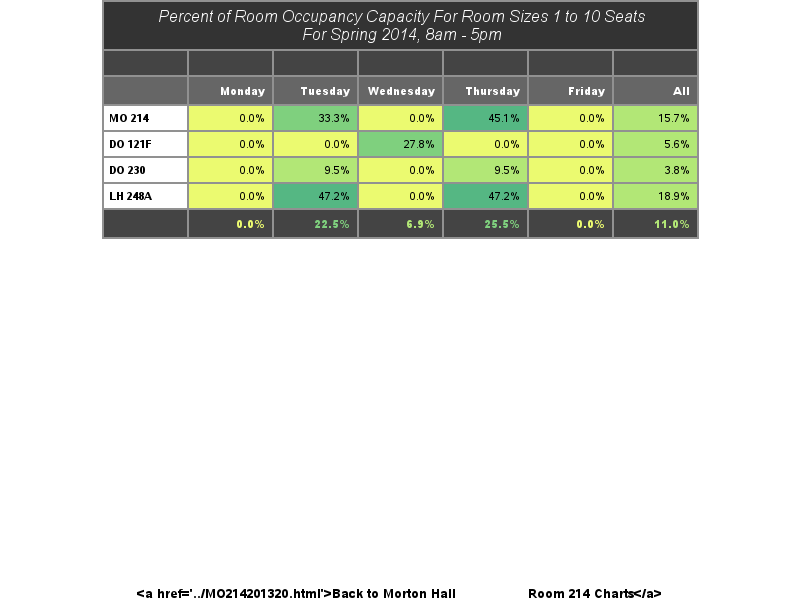 Percent of Room Occupancy Capacity For Room Sizes 1 to 10 Seats
For Spring 2014, 8am - 5pm
Monday Tuesday Wednesday Thursday Friday All
MO 214 0.0% 33.3% 0.0% 45.1% 0.0% 15.7%
DO 121F 0.0% 0.0% 27.8% 0.0% 0.0% 5.6%
DO 230 0.0% 9.5% 0.0% 9.5% 0.0% 3.8%
LH 248A 0.0% 47.2% 0.0% 47.2% 0.0% 18.9%
0.0% 22.5% 6.9% 25.5% 0.0% 11.0%
<a href='../MO214201320.html'>Back to Morton Hall Room 214 Charts</a>